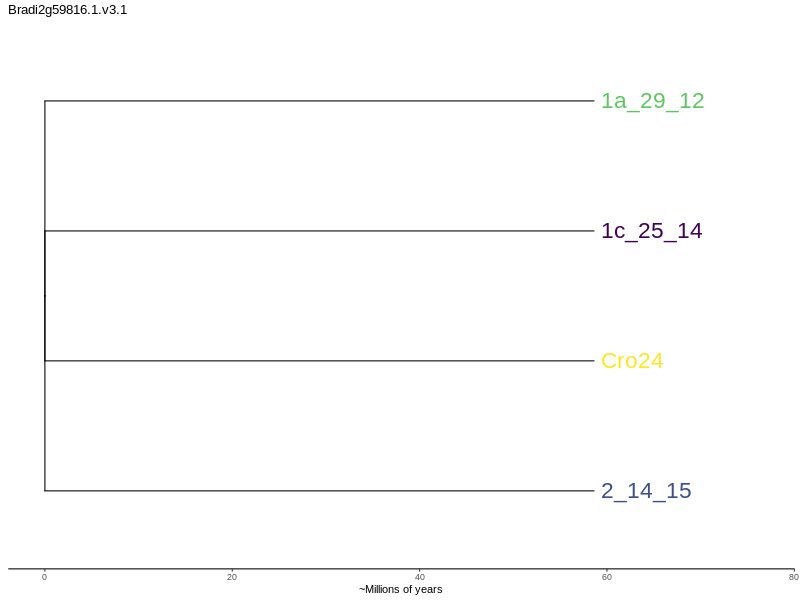 Bradi2g59816.1.v3.1
1a_29_12
1c_25_14
Cro24
2_14_15
0 20 40 60 80
~Millions of years